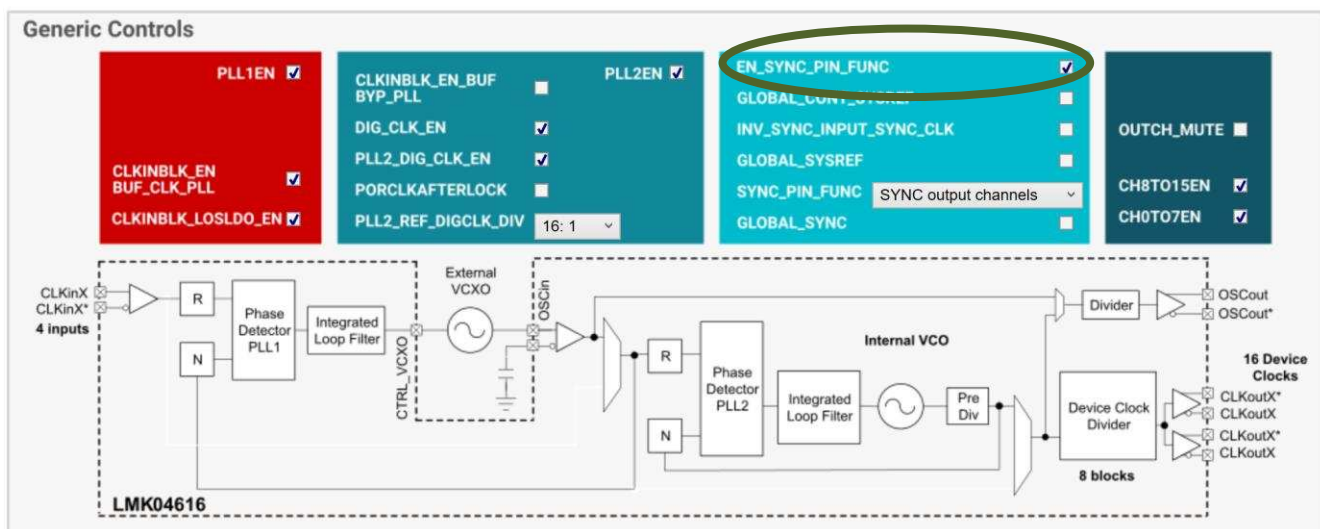 Generic Controls
PLL1EN
CLKINBLK_EN
BUF_CLK_PLL
CLKINBLK_LOSLDO_EN
CLKINBLK_EN_BUF
BYP_PLL
PLL2EN
DIG_CLK_EN
PLL2_DIG_CLK_EN
PORCLKAFTERLOCK
PLL2_REF_DIGCLK_DIV
16: 1
EN_SYNC_PIN_FUNC
GLOBAL_CONT_SYSREF
INV_SYNC_INPUT_SYNC_CLK
GLOBAL_SYSREF
SYNC_PIN_FUNC
SYNC output channels
GLOBAL_SYNC
OUTCH_MUTE
CH8TO15EN
CH0TO7EN
CLKinX
CLKinX*
4 inputs
R
N
Phase
Detector
PLL1
Integrated
Loop Filter
CTRL_VCXO
External
VCXO
OSCin
R
N
Phase
Detector
PLL2
Integrated
Loop Filter
Internal VCO
Pre
Div
Divider
OSCout
OSCout*
Device Clock
Divider
8 blocks
16 Device
Clocks
CLKoutX*
CLKoutX
CLKoutX*
CLKoutX
LMK04616